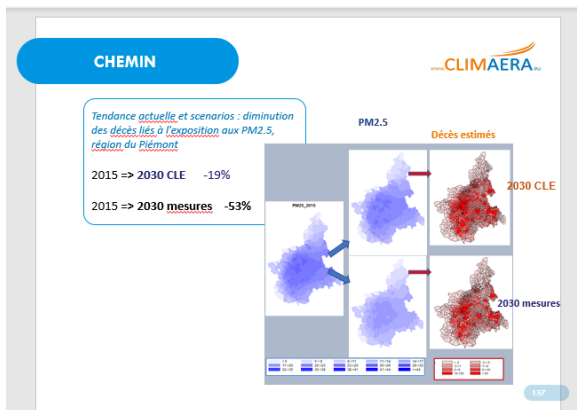 CHEMIN
www.CLIMAERA.eu
Tendance actuelle et scenarios : diminution
des décès liés à l'exposition aux PM2.5,
région du Piémont
2015 => 2030 CLE -19%
2015 => 2030 mesures -53%
PM2.5
Décès estimés
PM25_2015
2030 CLE
2030 mesures
157